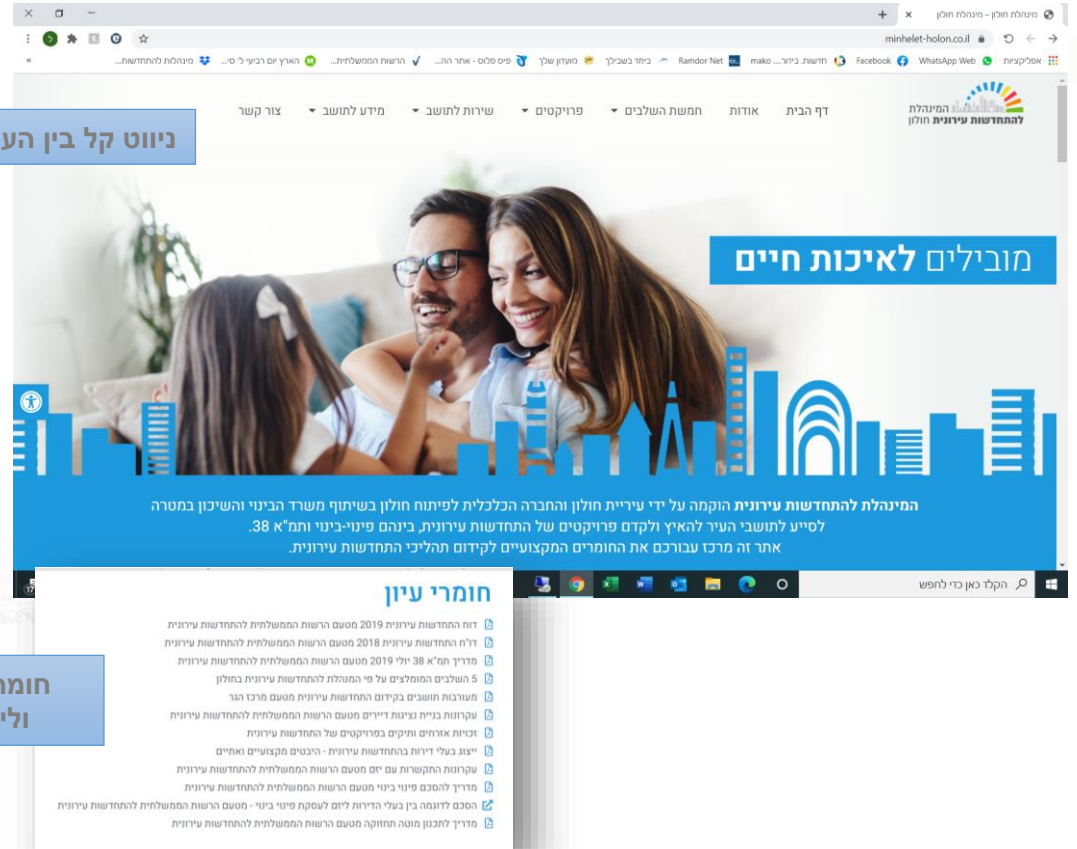 מינהלת חולון – מינהלת חולון
minhelet-holon.co.il
אפליקציות
WhatsApp Web
Facebook
חדשות, בידור,... mako
Ramdor Net
ביחד בשבילך
מועדון שלך
פיס פלוס - אתר הה...
הרשות הממשלתית...
הארץ יום רביעי ל' סי...
מינהלות להתחדשות...
המינהלת
להתחדשות עירונית חולון
דף הבית
אודות
חמשת השלבים
פרויקטים
שירות לתושב
מידע לתושב
צור קשר
ניווט קל בין
מובילים לאיכות חיים
המינהלת להתחדשות עירונית הוקמה על ידי עיריית חולון והחברה הכלכלית לפיתוח חולון בשיתוף משרד הבינוי והשיכון במטרה
לסייע לתושבי העיר להאיץ ולקדם פרויקטים של התחדשות עירונית, בינהם פינוי-בינוי ותמ"א 38.
אתר זה מרכז עבורכם את החומרים המקצועיים לקידום תהליכי התחדשות עירונית.
הקלד כאן כדי לחפש
17
חומרי עיון
דוח התחדשות עירונית 2019 מטעם הרשות הממשלתית להתחדשות עירונית
דו"ח התחדשות עירונית 2018 מטעם הרשות הממשלתית להתחדשות עירונית
מדריך תמ"א 38 יולי 2019 מטעם הרשות הממשלתית להתחדשות עירונית
5 השלבים המומלצים על פי המנהלת להתחדשות עירונית בחולון
מעורבות תושבים בקידום התחדשות עירונית מטעם מרכז הגר
עקרונות בניית נציגות דיירים מטעם הרשות הממשלתית להתחדשות עירונית
זכויות אזרחים ותיקים בפרויקטים של התחדשות עירונית
ייצוג בעלי דירות בהתחדשות עירונית - היבטים מקצועיים ואתיים
עקרונות התקשרות עם יזם מטעם הרשות הממשלתית להתחדשות עירונית
מדריך להסכם פינוי בינוי מטעם הרשות הממשלתית להתחדשות עירונית
הסכם לדוגמה בין בעלי הדירות ליזם לעסקת פינוי בינוי - מטעם הרשות הממשלתית להתחדשות עירונית
מדריך לתכנון מוטה תחזוקה מטעם הרשות הממשלתית להתחדשות עירונית